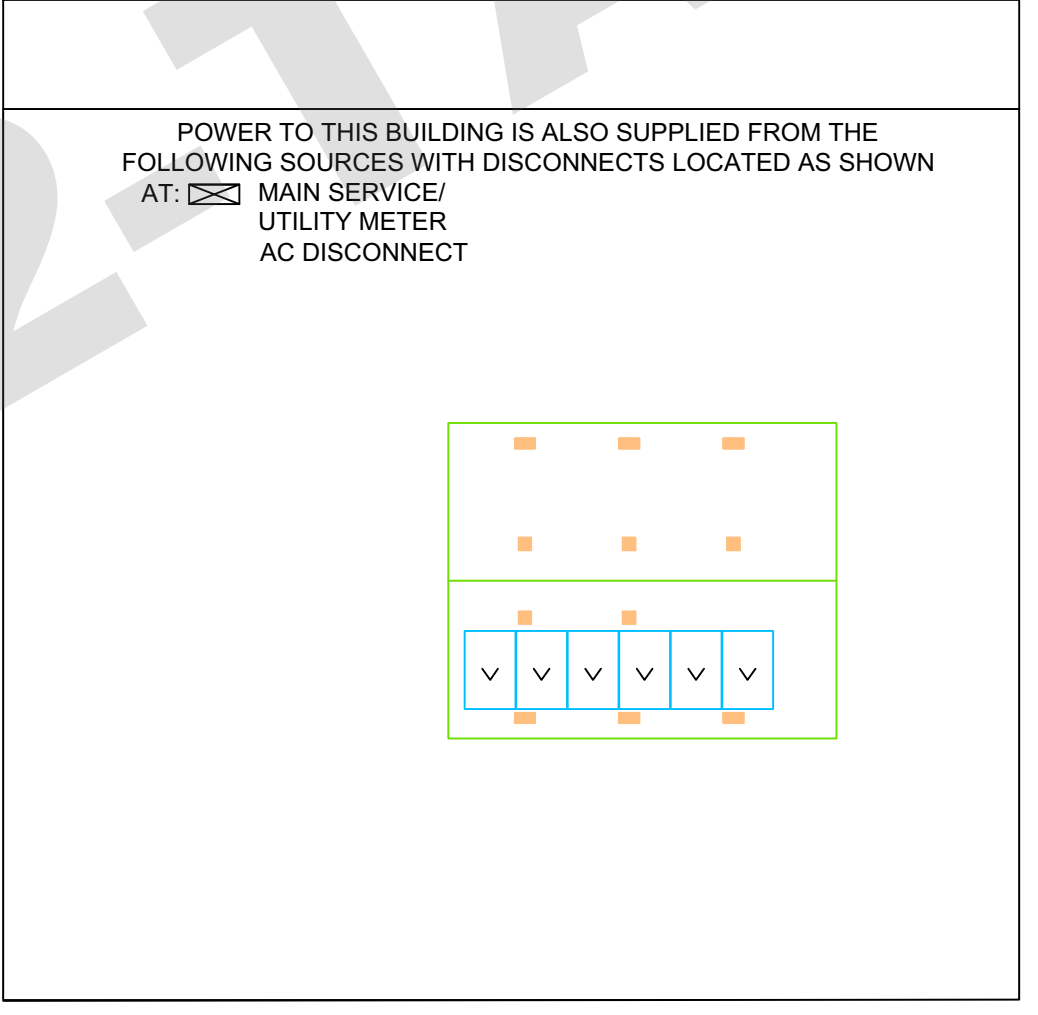 POWER TO THIS BUILDING IS ALSO SUPPLIED FROM THE
FOLLOWING SOURCES WITH DISCONNECTS LOCATED AS SHOWN
AT: MAIN SERVICE/
UTILITY METER
AC DISCONNECT